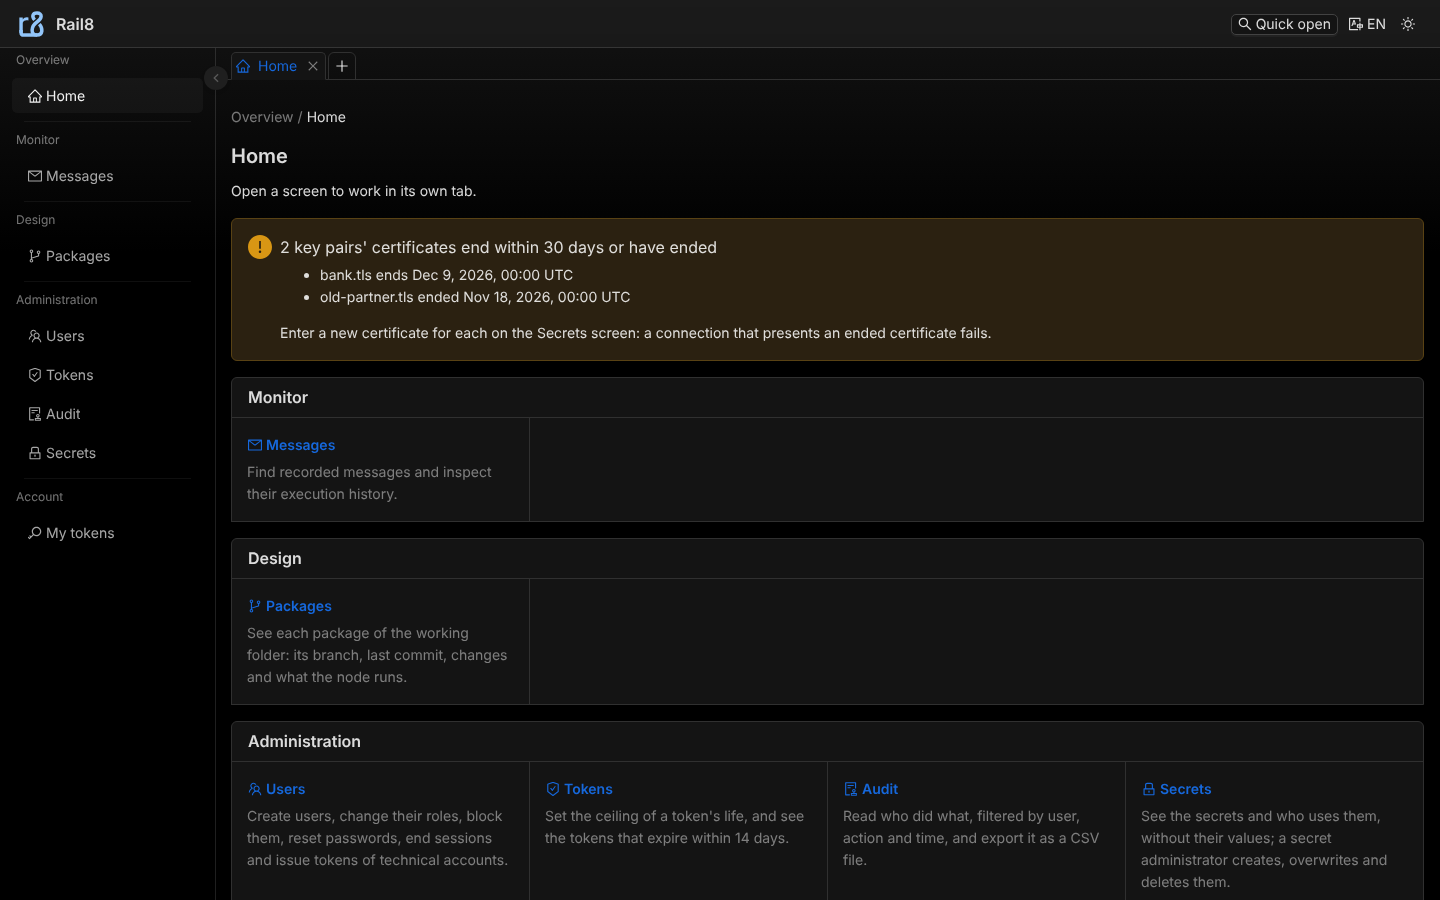 r8 Rail8
Quick open
EN
Overview
Home
Monitor
Messages
Design
Packages
Administration
Users
Tokens
Audit
Secrets
Account
My tokens
Home
Overview / Home
Home
Open a screen to work in its own tab.
2 key pairs' certificates end within 30 days or have ended
• bank.tls ends Dec 9, 2026, 00:00 UTC
• old-partner.tls ended Nov 18, 2026, 00:00 UTC
Enter a new certificate for each on the Secrets screen: a connection that presents an ended certificate fails.
Monitor
Messages
Find recorded messages and inspect
their execution history.
Design
Packages
See each package of the working
folder: its branch, last commit, changes
and what the node runs.
Administration
Users
Create users, change their roles, block
them, reset passwords, end sessions
and issue tokens of technical accounts.
Tokens
Set the ceiling of a token's life, and see
the tokens that expire within 14 days.
Audit
Read who did what, filtered by user,
action and time, and export it as a CSV
file.
Secrets
See the secrets and who uses them,
without their values; a secret
administrator creates, overwrites and
deletes them.